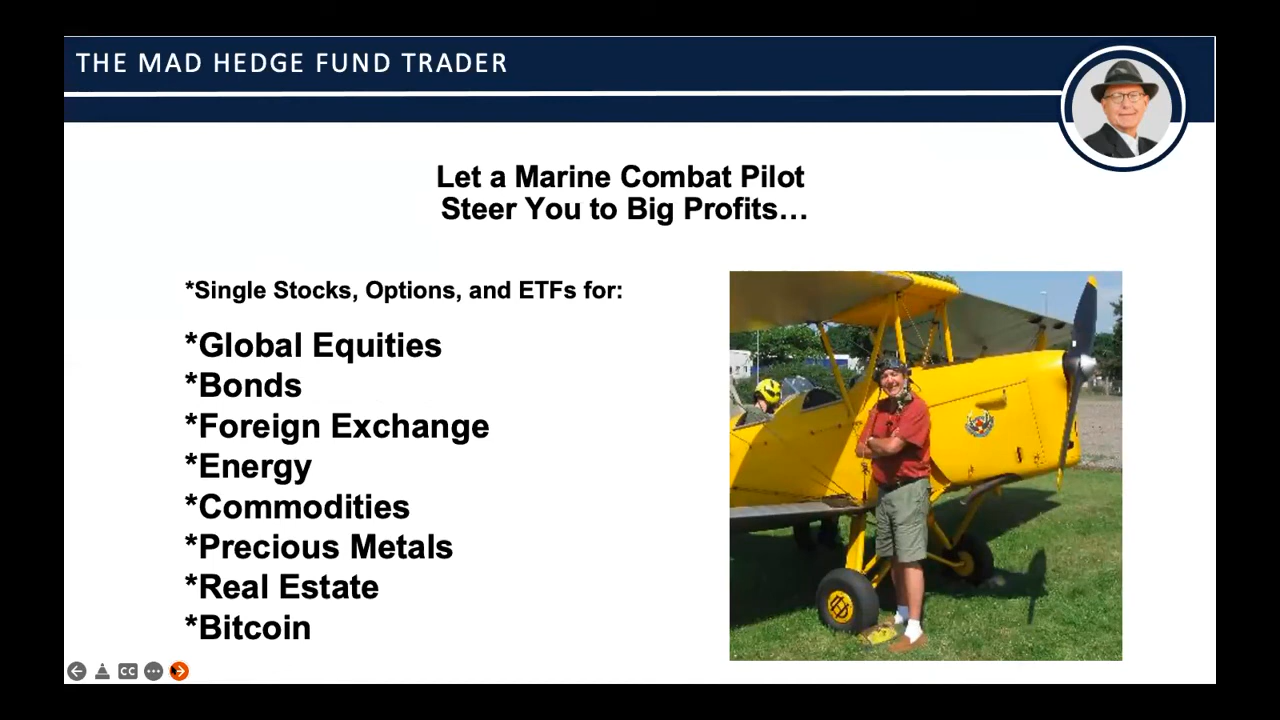 THE MAD HEDGE FUND TRADER
Let a Marine Combat Pilot
Steer You to Big Profits…
*Single Stocks, Options, and ETFs for:
*Global Equities
*Bonds
*Foreign Exchange
*Energy
*Commodities
*Precious Metals
*Real Estate
*Bitcoin
CC